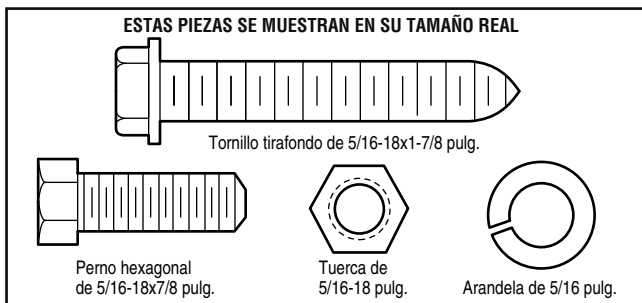 ESTAS PIEZAS SE MUESTRAN EN SU TAMAÑO REAL
Tornillo tirafondo de 5/16-18x1-7/8 pulg.
Perno hexagonal
de 5/16-18x7/8 pulg.
Tuerca de
5/16-18 pulg.
Arandela de 5/16 pulg.